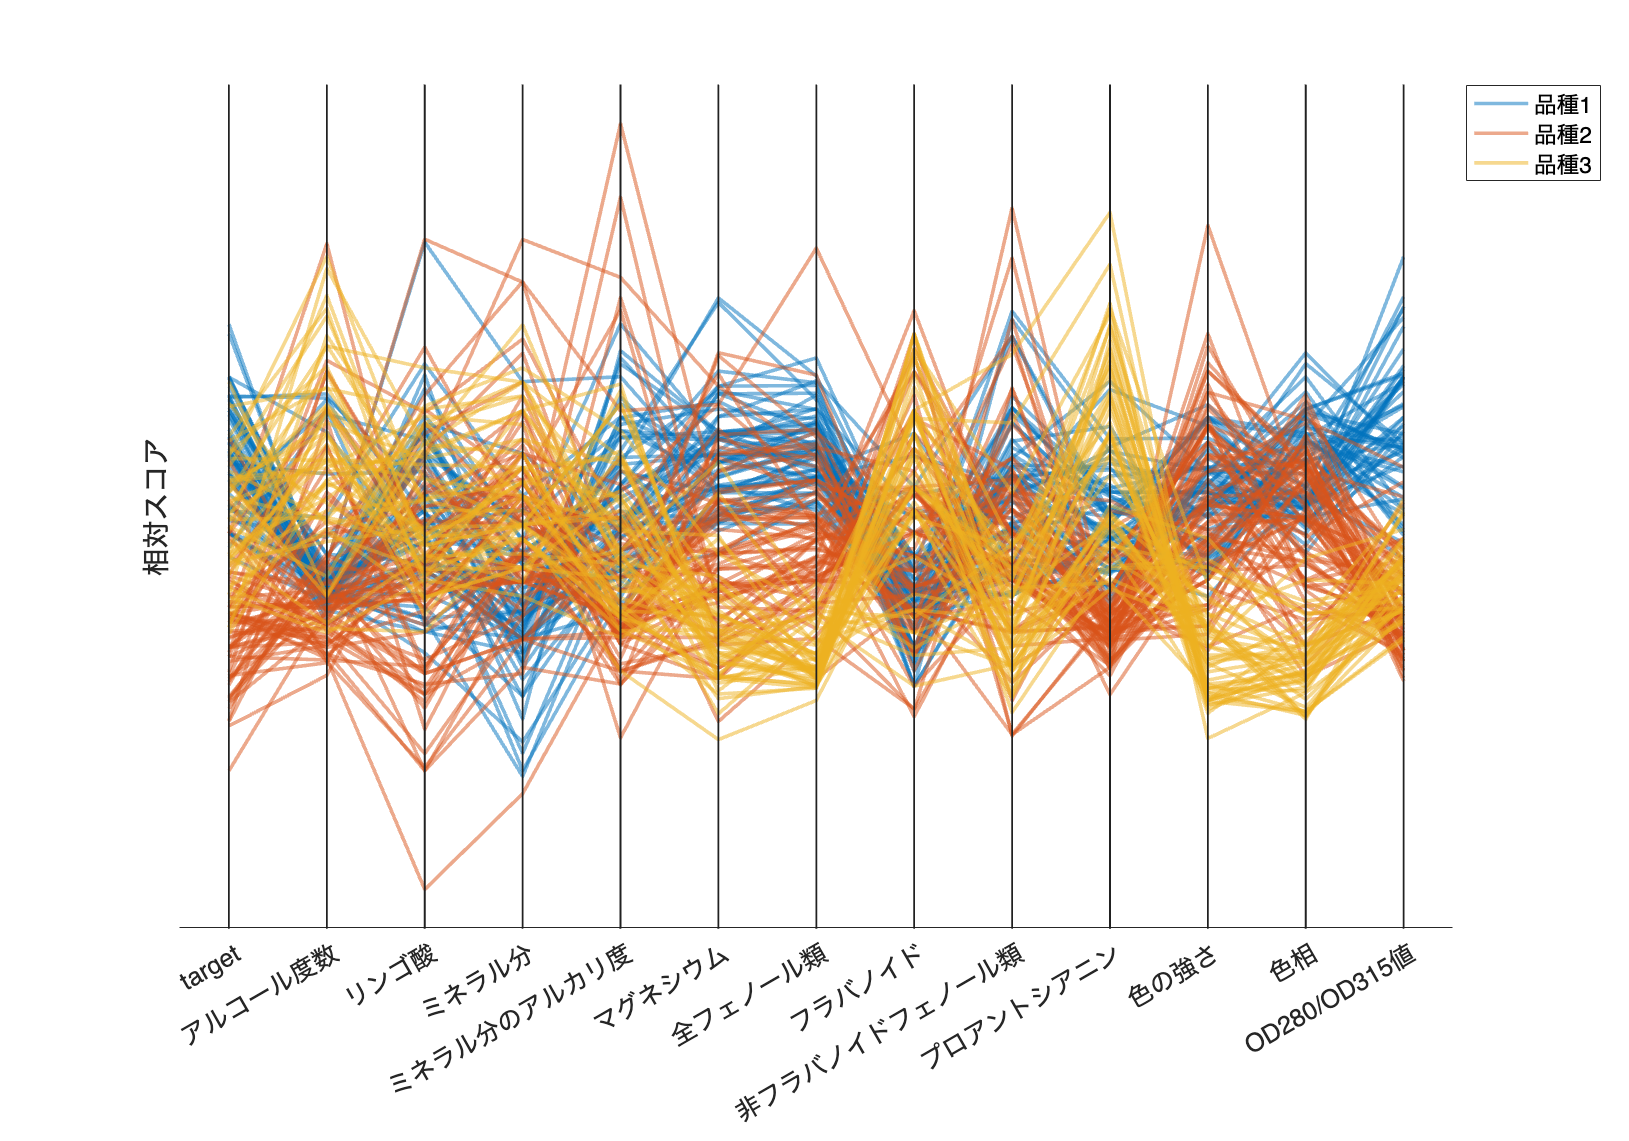 品種1
品種2
品種3
相対スコア
target
アルコール度数
リンゴ酸
ミネラル分
ミネラル分のアルカリ度
マグネシウム
全フェノール類
フラバノイド
非フラバノイドフェノール類
プロアントシアニン
色の強さ
色相
OD280/OD315値